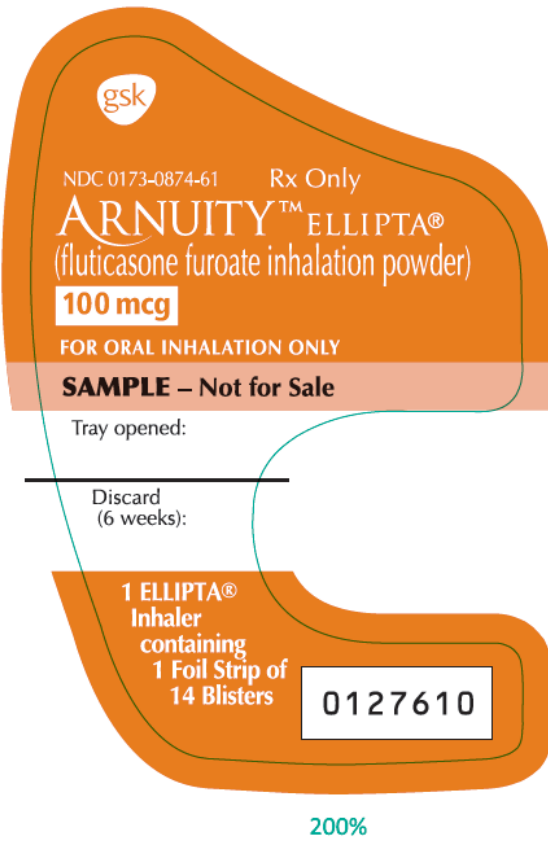 gsk
NDC 0173-0874-61 Rx Only
ARNUITY™ ELLIPTA®
(fluticasone furoate inhalation powder)
100 mcg
FOR ORAL INHALATION ONLY
SAMPLE – Not for Sale
Tray opened:
Discard
(6 weeks):
1 ELLIPTA®
Inhaler
containing
1 Foil Strip of
14 Blisters
0127610
200%